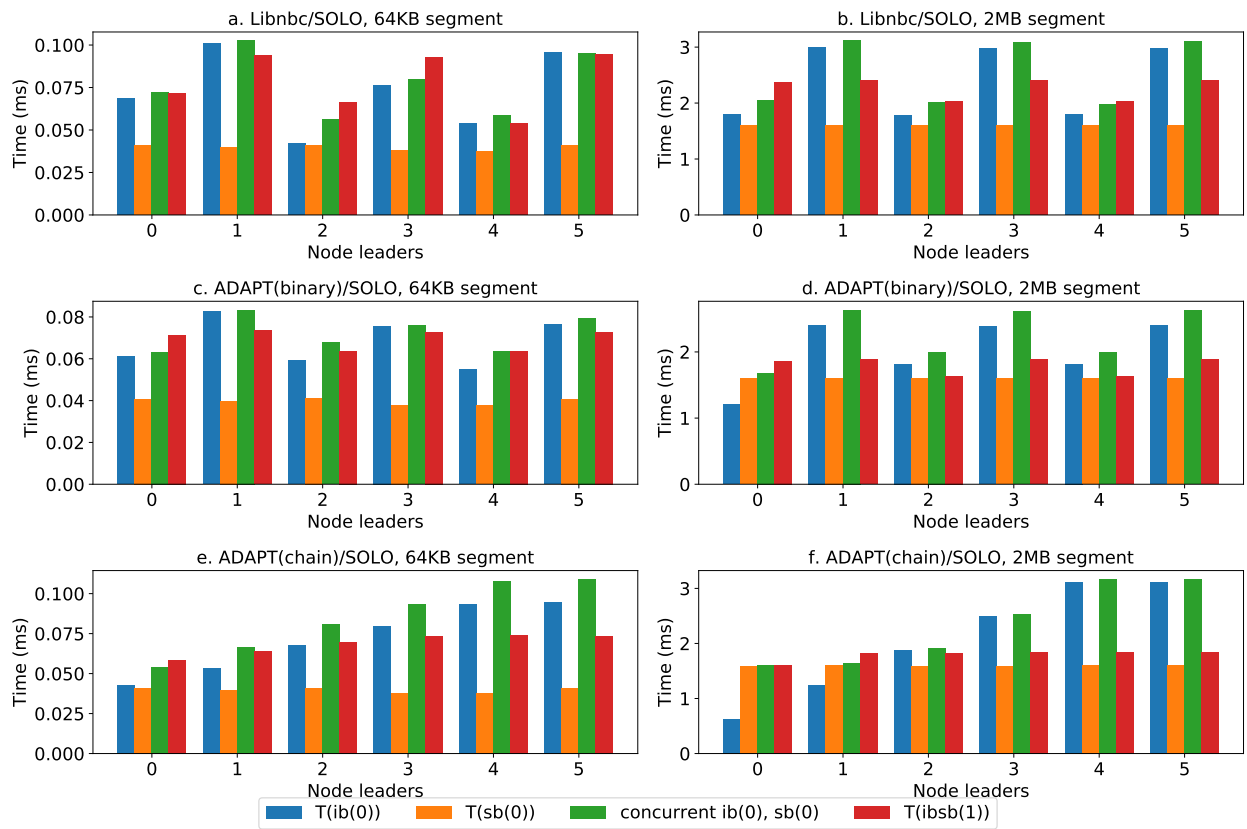 a. Libnbc/SOLO, 64KB segment
0.100
0.075
0.050
0.025
0.000
Time (ms)
0 1 2 3 4 5
Node leaders
b. Libnbc/SOLO, 2MB segment
3
2
1
0
Time (ms)
0 1 2 3 4 5
Node leaders
c. ADAPT(binary)/SOLO, 64KB segment
0.08
0.06
0.04
0.02
0.00
Time (ms)
0 1 2 3 4 5
Node leaders
d. ADAPT(binary)/SOLO, 2MB segment
2
1
0
Time (ms)
0 1 2 3 4 5
Node leaders
e. ADAPT(chain)/SOLO, 64KB segment
0.100
0.075
0.050
0.025
0.000
Time (ms)
0 1 2 3 4 5
Node leaders
f. ADAPT(chain)/SOLO, 2MB segment
3
2
1
0
Time (ms)
0 1 2 3 4 5
Node leaders
T(ib(0)) T(sb(0)) concurrent ib(0), sb(0) T(ibsb(1))